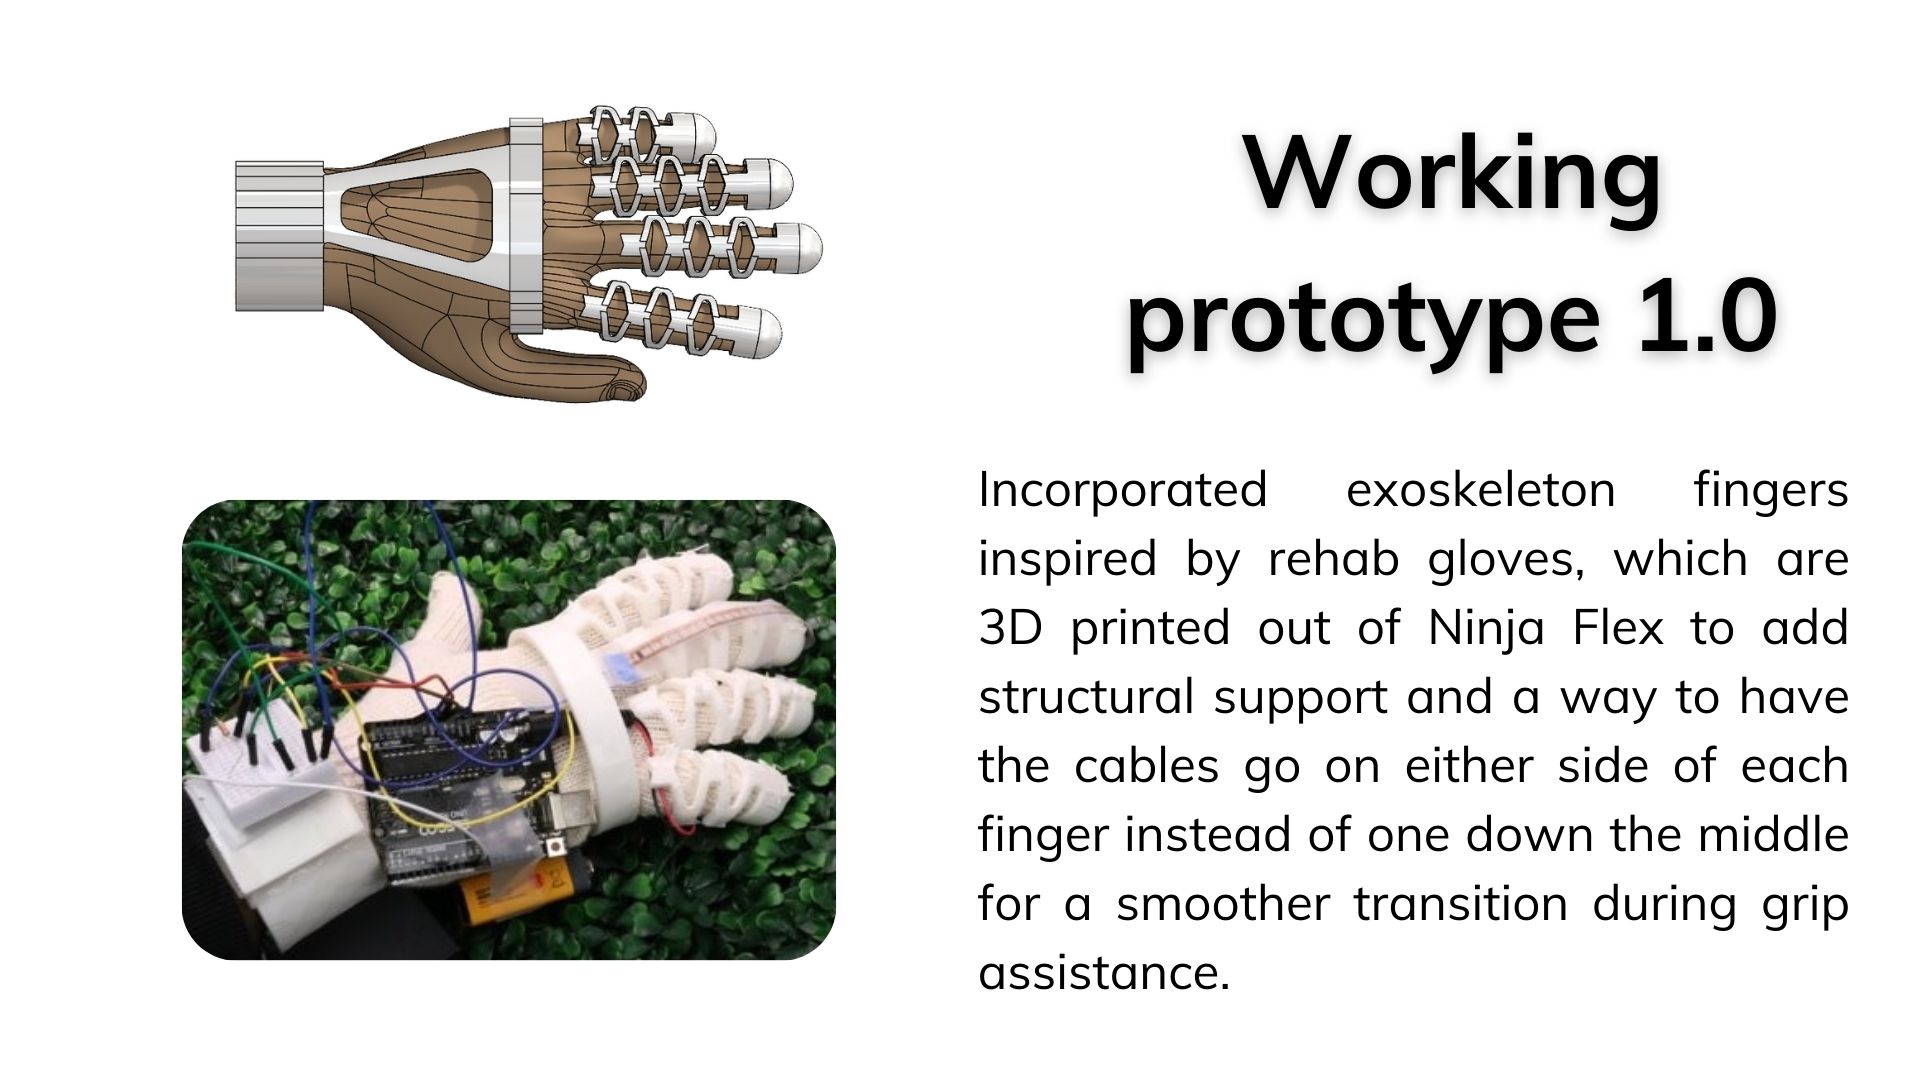 Working
prototype 1.0
Incorporated exoskeleton fingers
inspired by rehab gloves, which are
3D printed out of Ninja Flex to add
structural support and a way to have
the cables go on either side of each
finger instead of one down the middle
for a smoother transition during grip
assistance.